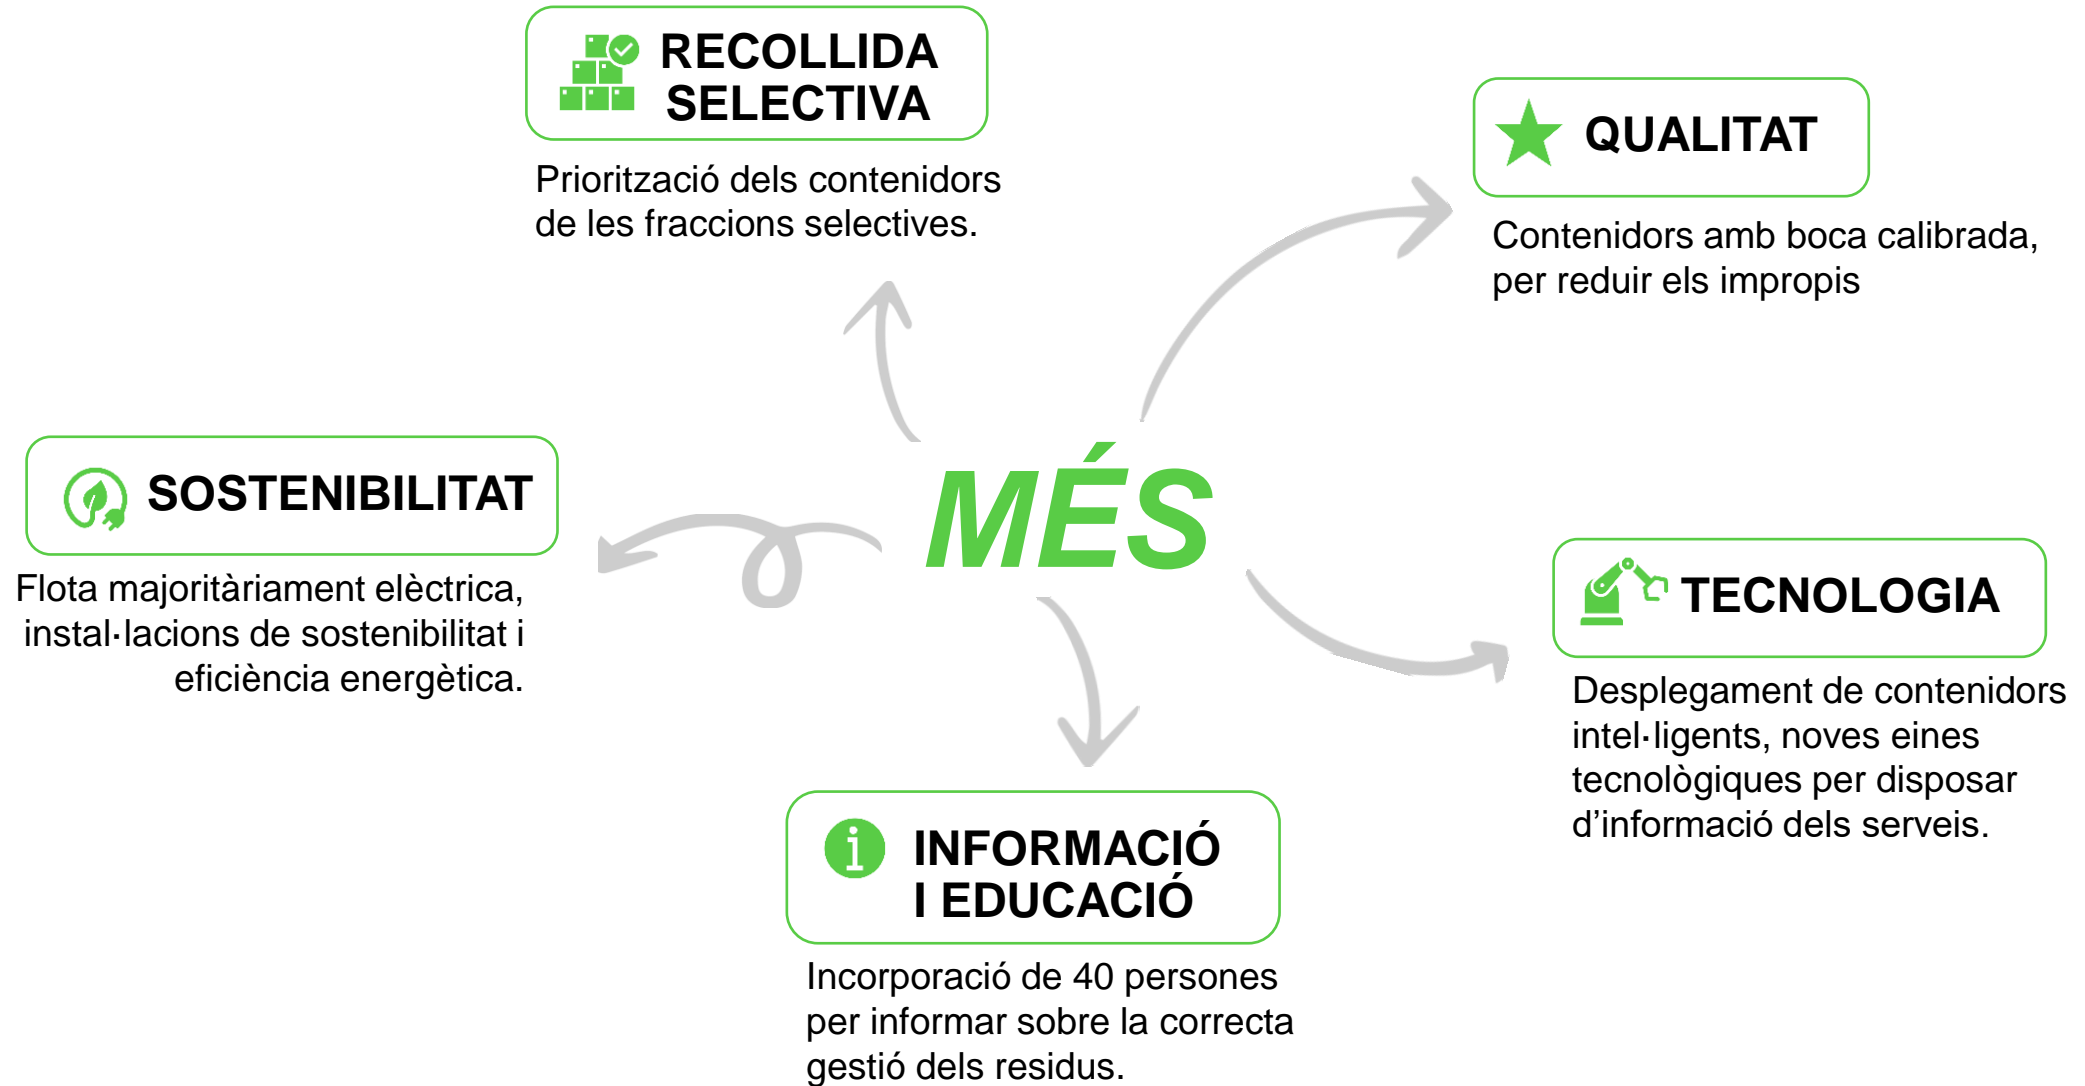 RECOLLIDA
SELECTIVA
Priorització dels contenidors
de les fraccions selectives.
QUALITAT
Contenidors amb boca calibrada,
per reduir els impropis
MÉS
SOSTENIBILITAT
Flota majoritàriament elèctrica,
instal·lacions de sostenibilitat i
eficiència energètica.
TECNOLOGIA
Desplegament de contenidors
intel·ligents, noves eines
tecnològiques per disposar
d’informació dels serveis.
INFORMACIÓ
I EDUCACIÓ
Incorporació de 40 persones
per informar sobre la correcta
gestió dels residus.